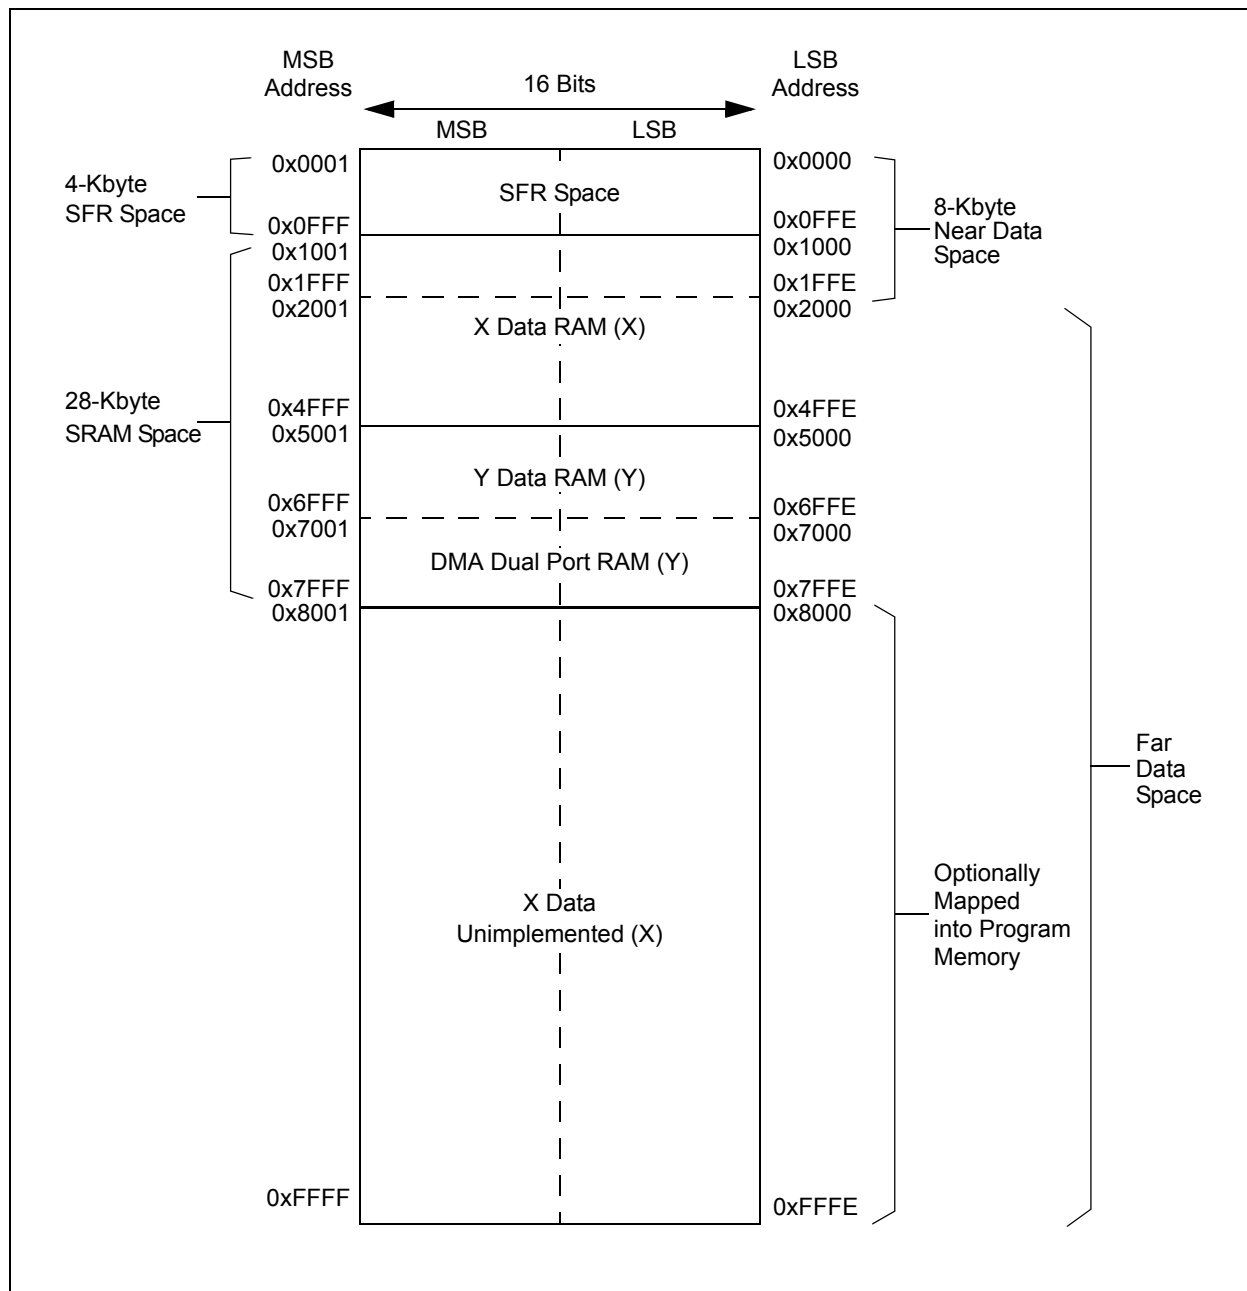 MSB
Address
16 Bits
LSB
Address
MSB
LSB
0x0001
0x0000
4-Kbyte
SFR Space
SFR Space
8-Kbyte
Near Data
Space
0x0FFF
0x0FFE
0x1001
0x1000
0x1FFF
0x1FFE
0x2001
0x2000
X Data RAM (X)
28-Kbyte
SRAM Space
0x4FFF
0x4FFE
0x5001
0x5000
Y Data RAM (Y)
0x6FFF
0x6FFE
0x7001
0x7000
DMA Dual Port RAM (Y)
0x7FFF
0x7FFE
0x8001
0x8000
Far
Data
Space
Optionally
Mapped
into Program
Memory
X Data
Unimplemented (X)
0xFFFF
0xFFFE